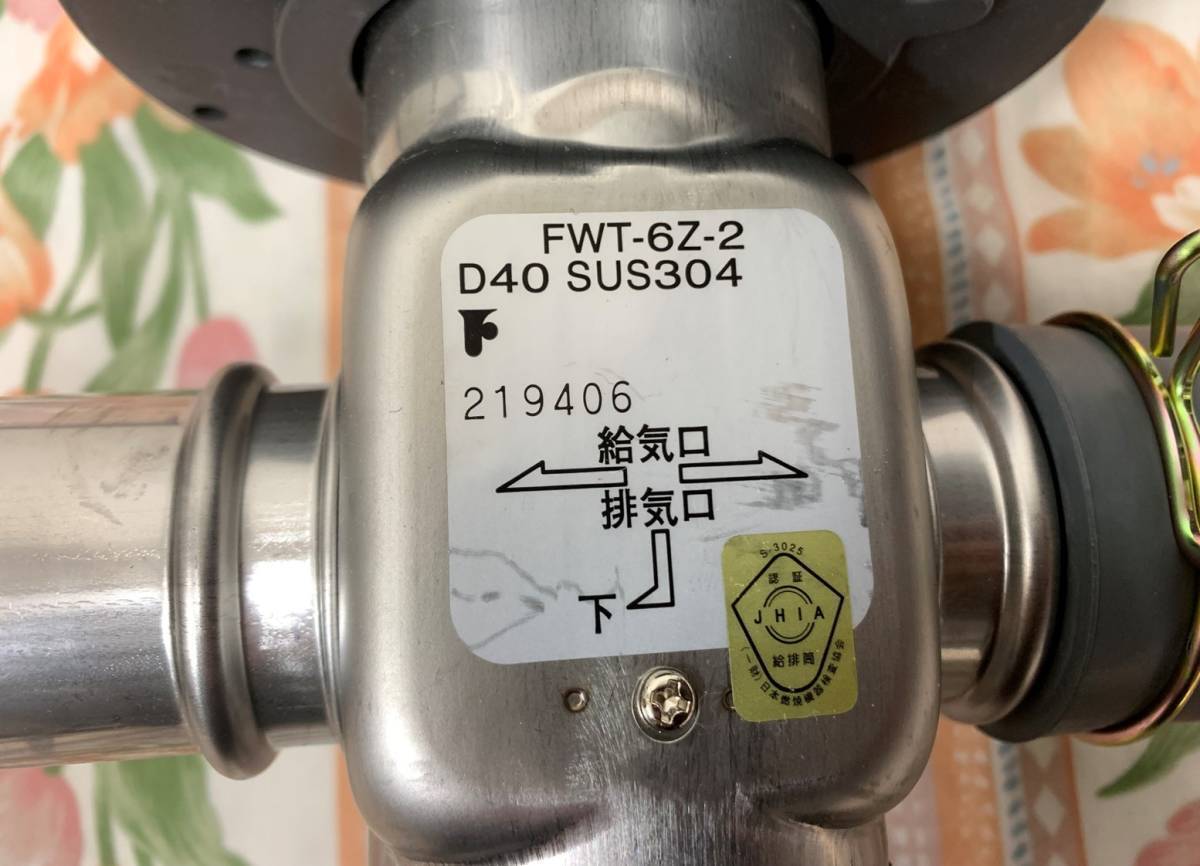 FWT-6Z-2
D40 SUS304
219406
給気口
排気口
下
S-3025
認証
JHIA
給排筒
(一財)日本燃焼機器検査協会